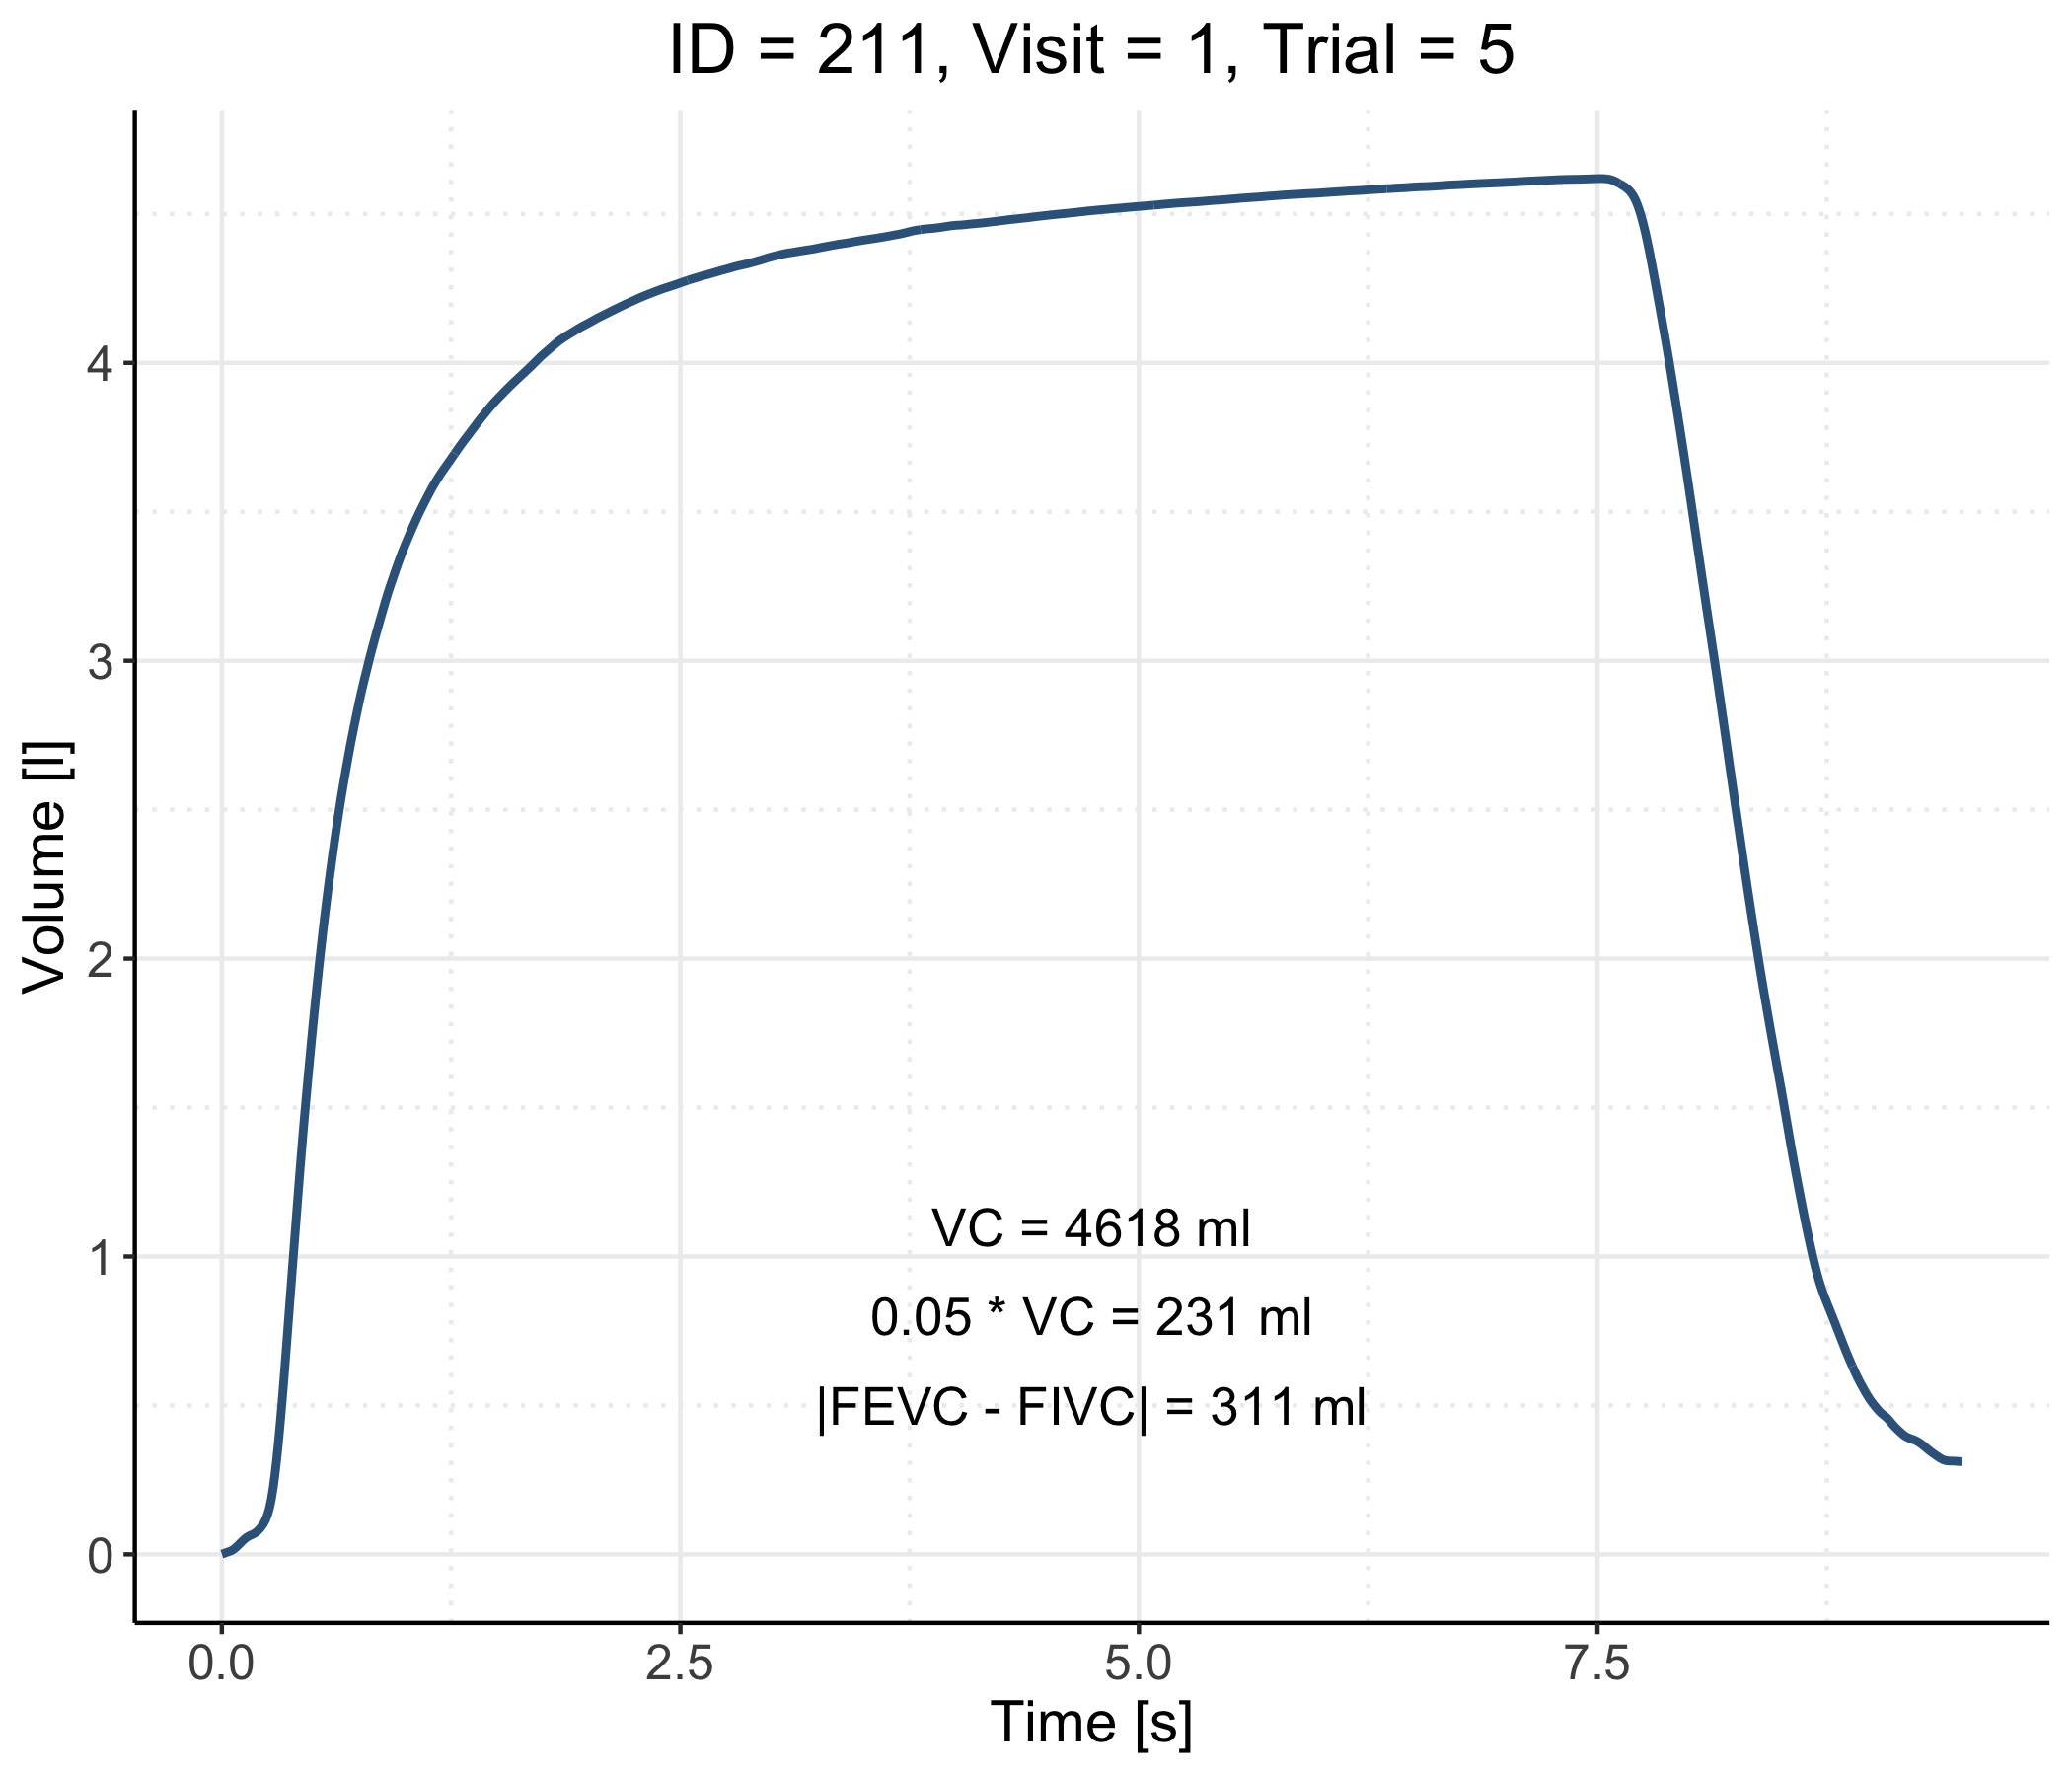 ID = 211, Visit = 1, Trial = 5
Volume [l]
4
3
2
1
0
VC = 4618 ml
0.05 * VC = 231 ml
|FEVC - FIVC| = 311 ml
0.0 2.5 5.0 7.5
Time [s]